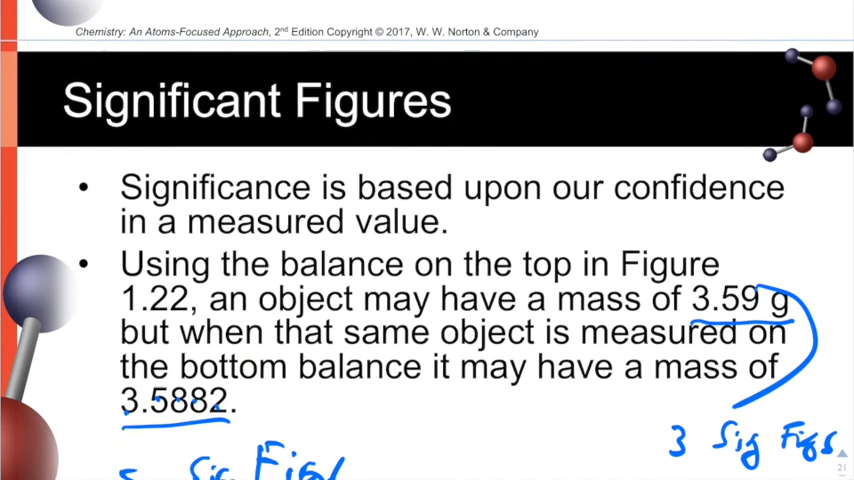 Chemistry: An Atoms-Focused Approach, 2nd Edition Copyright © 2017, W. W. Norton & Company
Significant Figures
• Significance is based upon our confidence
in a measured value.
• Using the balance on the top in Figure
1.22, an object may have a mass of 3.59 g
but when that same object is measured on
the bottom balance it may have a mass of
3.5882.
3 Sig Figs
5 Sig Figs
21